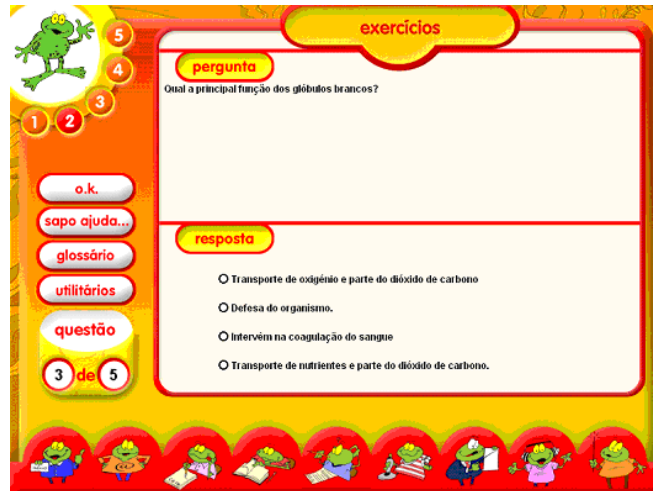 exercícios
5
4
3
1
2
pergunta
Qual a principal função dos glóbulos brancos?
o.k.
sapo ajuda...
glossário
utilitários
questão
3 de 5
resposta
Transporte de oxigénio e parte do dióxido de carbono
Defesa do organismo.
Intervém na coagulação do sangue
Transporte de nutrientes e parte do dióxido de carbono.
@